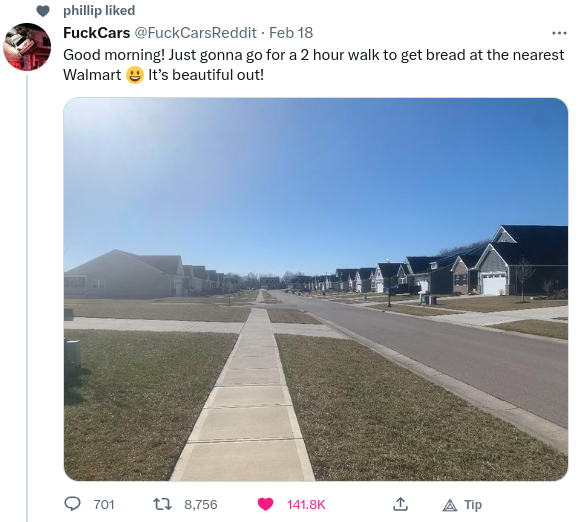 phillip liked
FuckCars @FuckCarsReddit · Feb 18
Good morning! Just gonna go for a 2 hour walk to get bread at the nearest
Walmart 😃 It’s beautiful out!
701 8,756 141.8K Tip